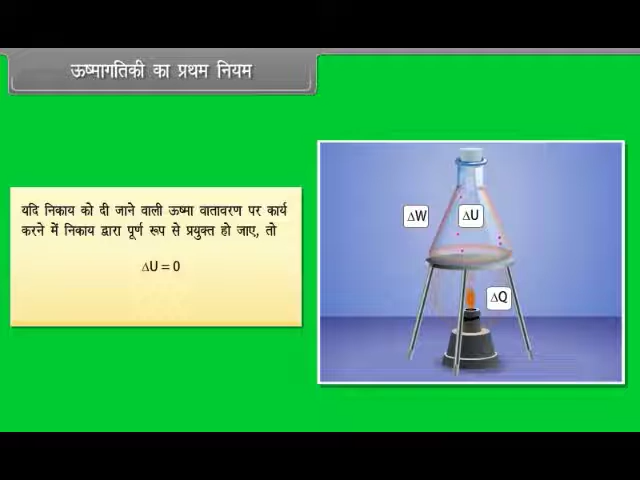 ऊष्मागतिकी का प्रथम नियम
यदि निकाय को दी जाने वाली ऊष्मा वातावरण पर कार्य
करने में निकाय द्वारा पूर्ण रूप से प्रयुक्त हो जाए, तो
ΔU = 0
ΔW
ΔU
ΔQ